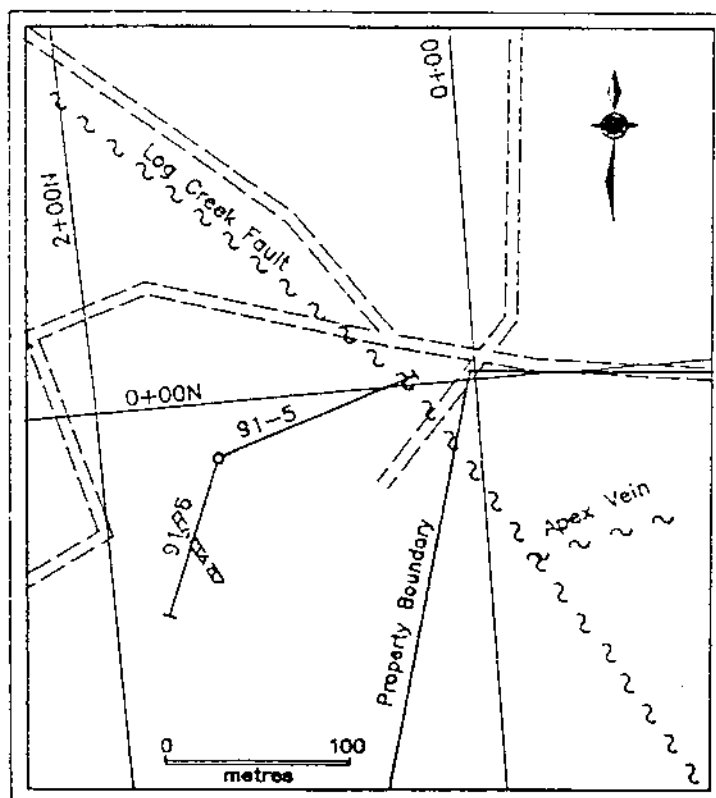 0+00
Log Creek Fault
2+00N
0+00N
91-5
91-6
Apex Vein
Property Boundary
0 100
metres